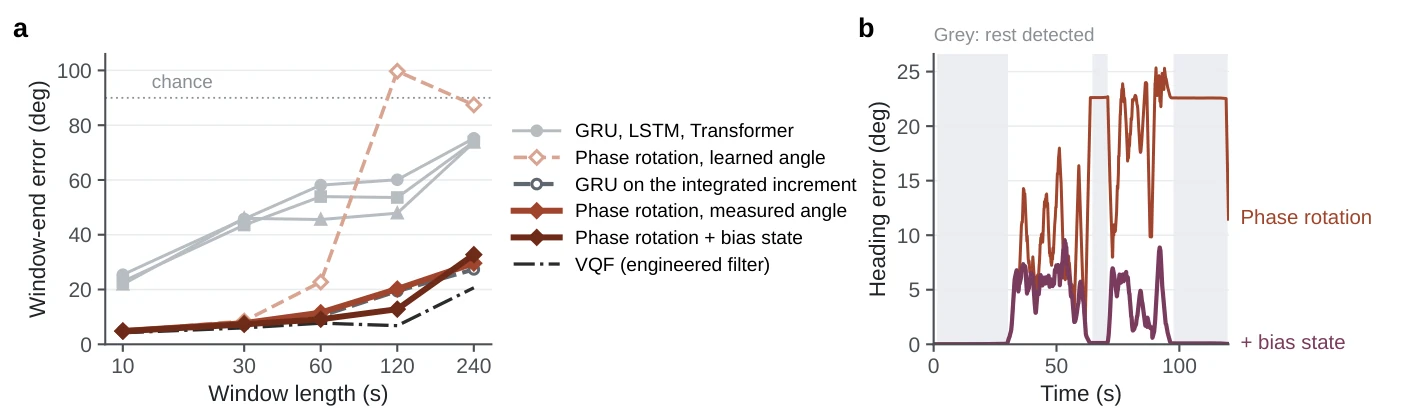 a
Window-end error (deg)
100
80
60
40
20
0
chance
10
30
60
120
240
Window length (s)
GRU, LSTM, Transformer
Phase rotation, learned angle
GRU on the integrated increment
Phase rotation, measured angle
Phase rotation + bias state
VQF (engineered filter)
b
Grey: rest detected
Heading error (deg)
25
20
15
10
5
0
0
50
100
Time (s)
Phase rotation
+ bias state